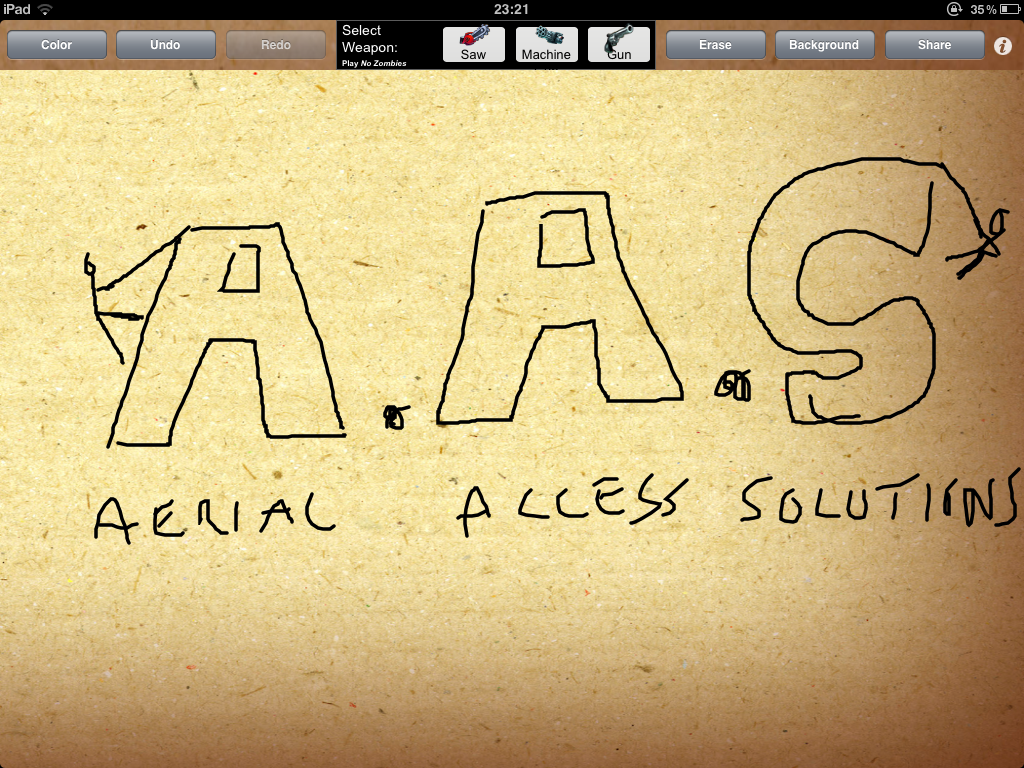 iPad 23:21 35%
Color Undo Redo Select Weapon: Play No Zombies Saw Machine Gun Erase Background Share i
A.A.S
AERIAL ACCESS SOLUTIONS